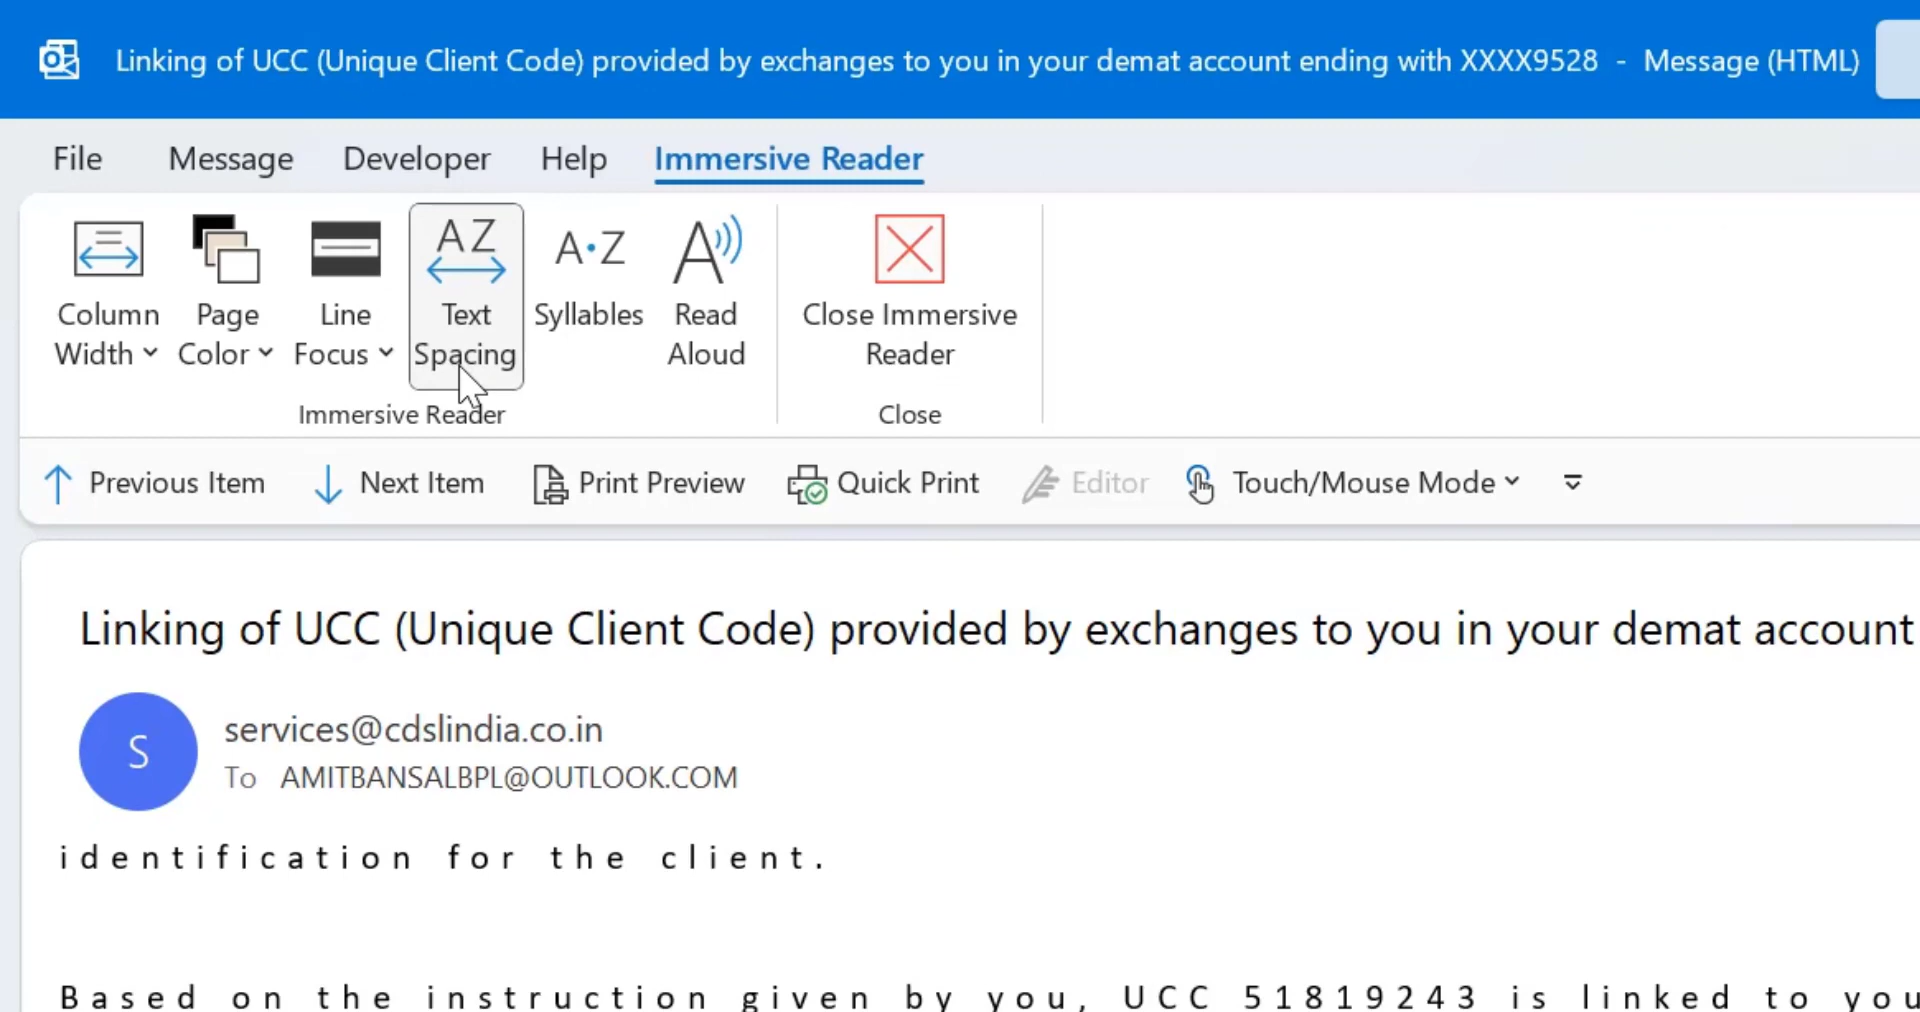 Linking of UCC (Unique Client Code) provided by exchanges to you in your demat account ending with XXXX9528 - Message (HTML)
File Message Developer Help Immersive Reader
Column Width
Page Color
Line Focus
AZ
Text Spacing
A·Z
Syllables
A
Read Aloud
Close Immersive Reader
Immersive Reader
Close
Previous Item Next Item Print Preview Quick Print Editor Touch/Mouse Mode
Linking of UCC (Unique Client Code) provided by exchanges to you in your demat account
S
services@cdslindia.co.in
To AMITBANSALBPL@OUTLOOK.COM
identification for the client.
Based on the instruction given by you, UCC 51819243 is linked to you